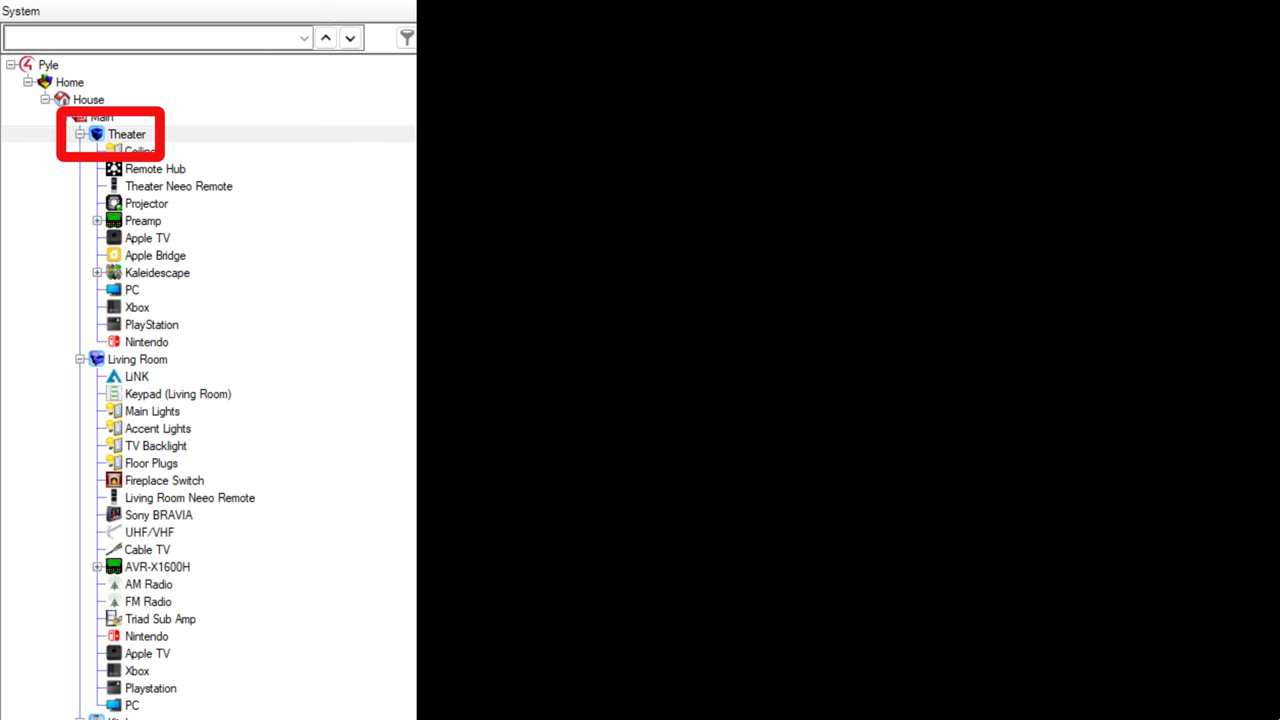 System
Pyle
Home
House
Main
Theater
Ceiling
Remote Hub
Theater Neeo Remote
Projector
Preamp
Apple TV
Apple Bridge
Kaleidescape
PC
Xbox
PlayStation
Nintendo
Living Room
LiNK
Keypad (Living Room)
Main Lights
Accent Lights
TV Backlight
Floor Plugs
Fireplace Switch
Living Room Neeo Remote
Sony BRAVIA
UHF/VHF
Cable TV
AVR-X1600H
AM Radio
FM Radio
Triad Sub Amp
Nintendo
Apple TV
Xbox
Playstation
PC